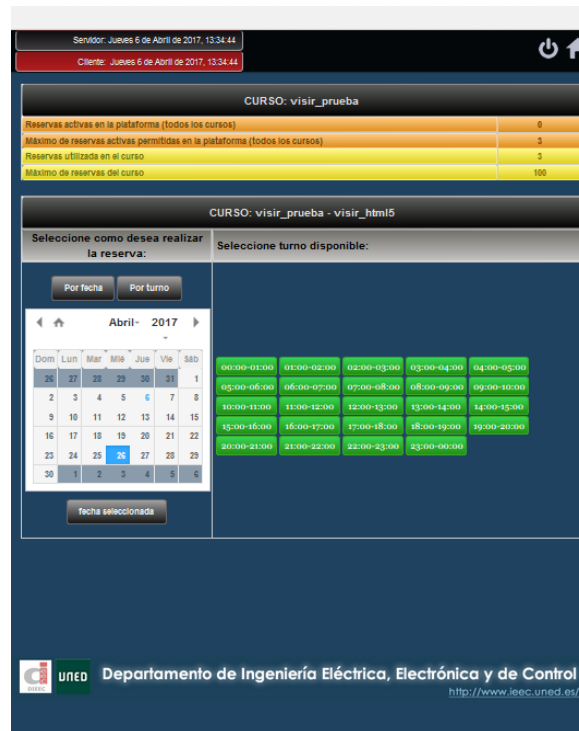 Servidor: Jueves 6 de Abril de 2017, 13:34:44
Cliente: Jueves 6 de Abril de 2017, 13:34:44
CURSO: visir_prueba
Reservas activas en la plataforma (todos los cursos) 0
Máximo de reservas activas permitidas en la plataforma (todos los cursos) 3
Reservas utilizada en el curso 3
Máximo de reservas del curso 100
CURSO: visir_prueba - visir_html5
Seleccione como desea realizar la reserva:
Seleccione turno disponible:
Por fecha Por turno
Abril 2017
Dom Lun Mar Mié Jue Vie Sáb
26 27 28 29 30 31 1
2 3 4 5 6 7 8
9 10 11 12 13 14 15
16 17 18 19 20 21 22
23 24 25 26 27 28 29
30 1 2 3 4 5 6
fecha seleccionada
00:00-01:00 01:00-02:00 02:00-03:00 03:00-04:00 04:00-05:00
05:00-06:00 06:00-07:00 07:00-08:00 08:00-09:00 09:00-10:00
10:00-11:00 11:00-12:00 12:00-13:00 13:00-14:00 14:00-15:00
15:00-16:00 16:00-17:00 17:00-18:00 18:00-19:00 19:00-20:00
20:00-21:00 21:00-22:00 22:00-23:00 23:00-00:00
DIEEC UNED Departamento de Ingeniería Eléctrica, Electrónica y de Control
http://www.ieec.uned.es/